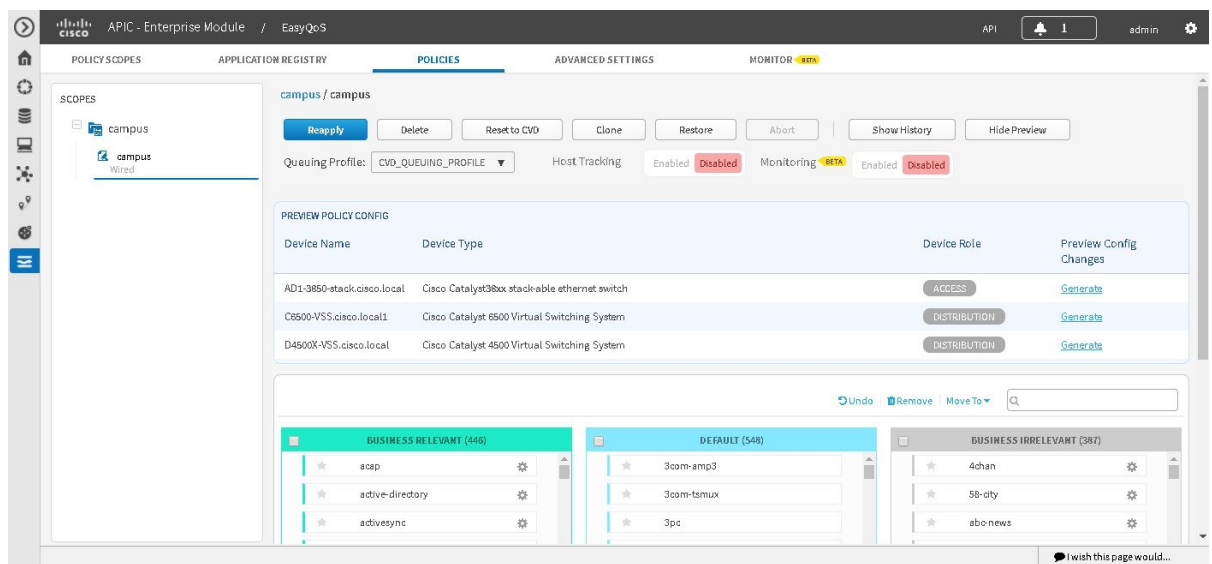 CISCO APIC - Enterprise Module / EasyQoS API 1 admin
POLICY SCOPES APPLICATION REGISTRY POLICIES ADVANCED SETTINGS MONITOR BETA
SCOPES
campus
campus
Wired
campus / campus
Reapply Delete Reset to CVD Clone Restore Abort Show History Hide Preview
Queuing Profile: CVD_QUEUING_PROFILE Host Tracking Enabled Disabled Monitoring BETA Enabled Disabled
PREVIEW POLICY CONFIG
Device Name Device Type Device Role Preview Config
Changes
AD1-3850-stack.cisco.local Cisco Catalyst38xx stack-able ethernet switch ACCESS Generate
C6500-VSS.cisco.local1 Cisco Catalyst 6500 Virtual Switching System DISTRIBUTION Generate
D4500X-VSS.cisco.local Cisco Catalyst 4500 Virtual Switching System DISTRIBUTION Generate
Undo Remove Move To
BUSINESS RELEVANT (446) DEFAULT (548) BUSINESS IRRELEVANT (387)
acap 3com-amp3 4chan
active-directory 3com-tsmux 58-city
activesync 3pc abc-news
I wish this page would...